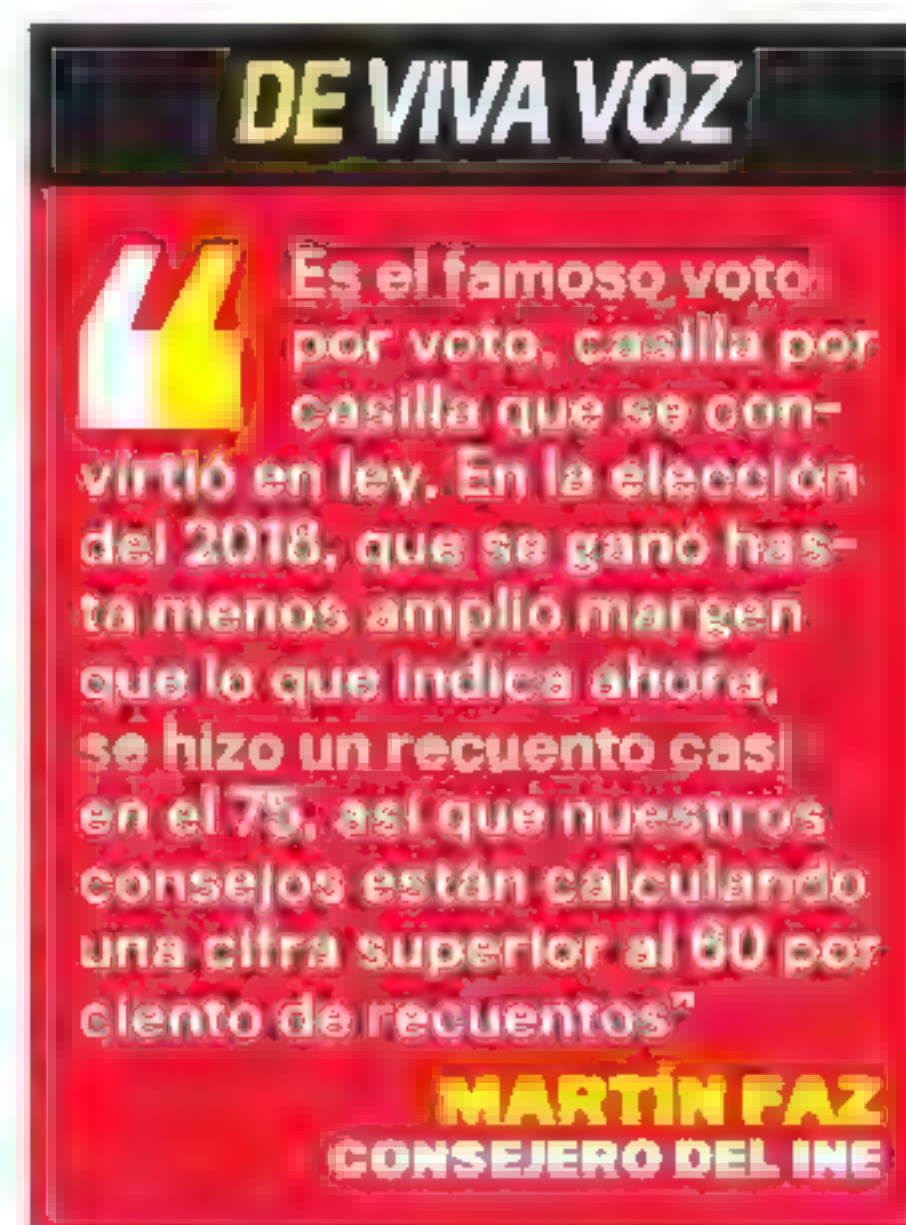 DE VIVA VOZ
Es el famoso voto
por voto, casilla por
casilla que se con-
virtió en ley. En la elección
del 2018, que se ganó has-
ta menos amplio margen
que lo que indica ahora,
se hizo un recuento casi
en el 75, así que nuestros
consejos están calculando
una cifra superior al 60 por
ciento de recuentos”
MARTÍN FAZ
CONSEJERO DEL INE